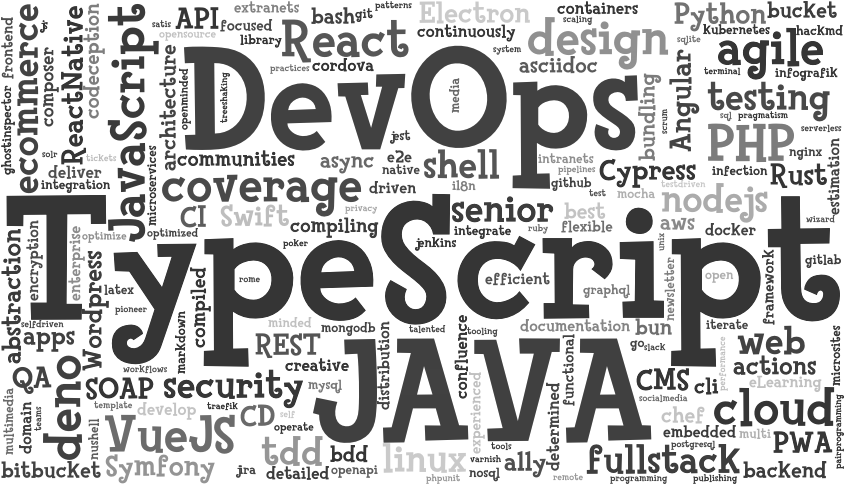 extranets
patterns
API
focused
bash
git
Electron
containers
scaling
Python
bucket
opensource
library
React
continuously
design
Kubernetes
hackmd
js
frontend
ghostinspector
ecommerce
composer
ReactNative
codeception
JavaScript
satis
architecture
openminded
treeshaking
practices
cordova
system
asciidoc
sqlite
agile
terminal
infografik
DevOps
media
bundling
Angular
scrum
testing
sql
pragmatism
serverless
jest
PHP
nginx
solr
tickets
communities
async
e2e
native
shell
intranets
pipelines
Cypress
infection
Rust
estimation
deliver
integration
microservices
coverage
driven
il8n
github
test
mocha
testdriven
nodejs
wizard
CI
Swift
privacy
senior
best
flexible
aws
docker
optimized
compiling
integrate
ruby
encryption
enterprise
optimize
poker
jenkins
unix
gitlab
TypeScript
abstraction
Wordpress
latex
pioneer
compiled
rome
efficient
graphql
newsletter
open
framework
selfdriven
apps
markdown
minded
mongodb
talented
tooling
documentation
bun
iterate
workflows
REST
distribution
confluence
functional
go
slack
performance
web
microsites
QA
deno
SOAP
security
creative
mysql
JAVA
CMS
cli
actions
eLearning
socialmedia
multimedia
domain
teams
template
develop
traefik
CD
self
operate
experienced
determined
chef
cloud
embedded
multi
postgresql
pairprogramming
nushell
VueJS
tdd
bdd
tools
PWA
bitbucket
Symfony
jira
detailed
openapi
linux
phpunit
varnish
nosql
ally
remote
fullstack
programming
publishing
backend